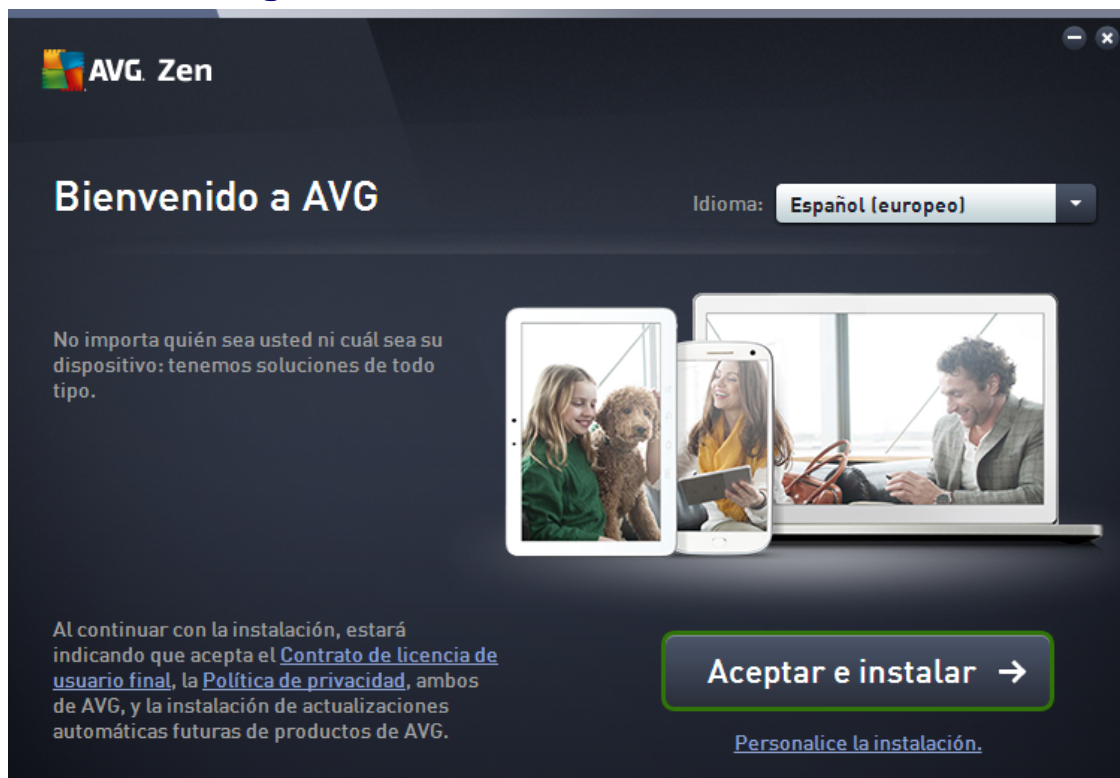 AVG. Zen
Bienvenido a AVG
Idioma: Español (europeo)
No importa quién sea usted ni cuál sea su
dispositivo: tenemos soluciones de todo
tipo.
Al continuar con la instalación, estará
indicando que acepta el Contrato de licencia de
usuario final, la Política de privacidad, ambos
de AVG, y la instalación de actualizaciones
automáticas futuras de productos de AVG.
Aceptar e instalar →
Personalice la instalación.